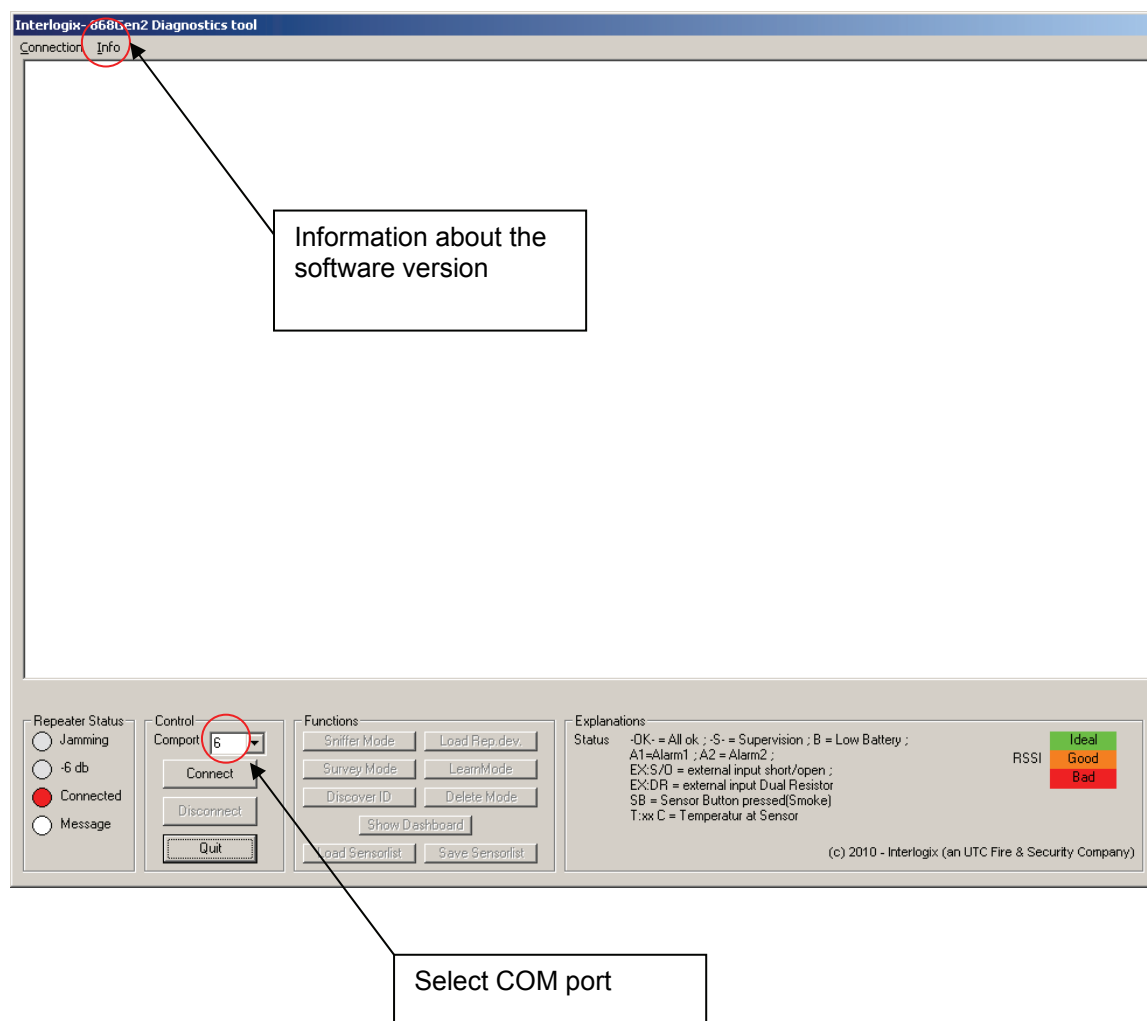 Interlogix- 868Gen2 Diagnostics tool
Connection Info
Information about the
software version
Repeater Status
Jamming
-6 db
Connected
Message
Control
Comport 6
Connect
Disconnect
Quit
Functions
Sniffer Mode Load Rep.dev.
Survey Mode LearnMode
Discover ID Delete Mode
Show Dashboard
Load Sensorlist Save Sensorlist
Explanations
Status -OK- = All ok ; -S- = Supervision ; B = Low Battery ;
A1=Alarm1 ; A2 = Alarm2 ;
EX:S/O = external input short/open ;
EX:DR = external input Dual Resistor
SB = Sensor Button pressed(Smoke)
T:xx C = Temperatur at Sensor
RSSI
Ideal
Good
Bad
(c) 2010 - Interlogix (an UTC Fire & Security Company)
Select COM port